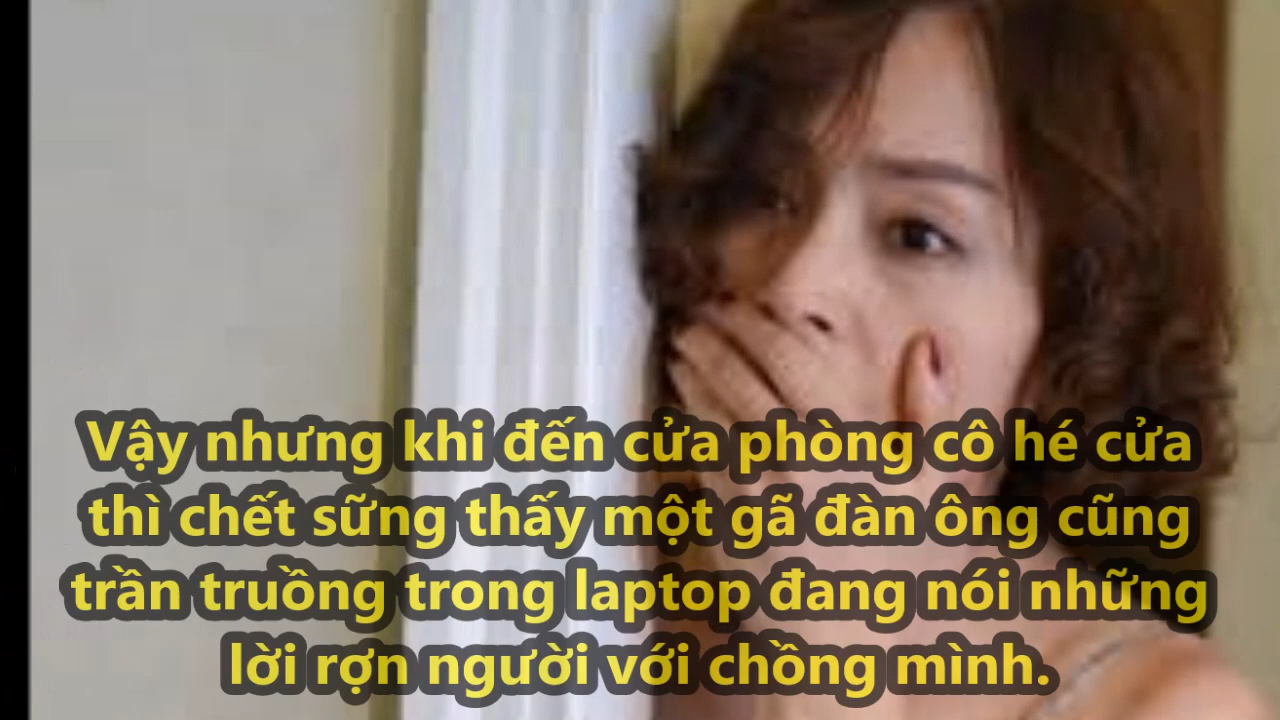 Vậy nhưng khi đến cửa phòng cô hé cửa
thì chết sững thấy một gã đàn ông cũng
trần truồng trong laptop đang nói những
lời rợn người với chồng mình.